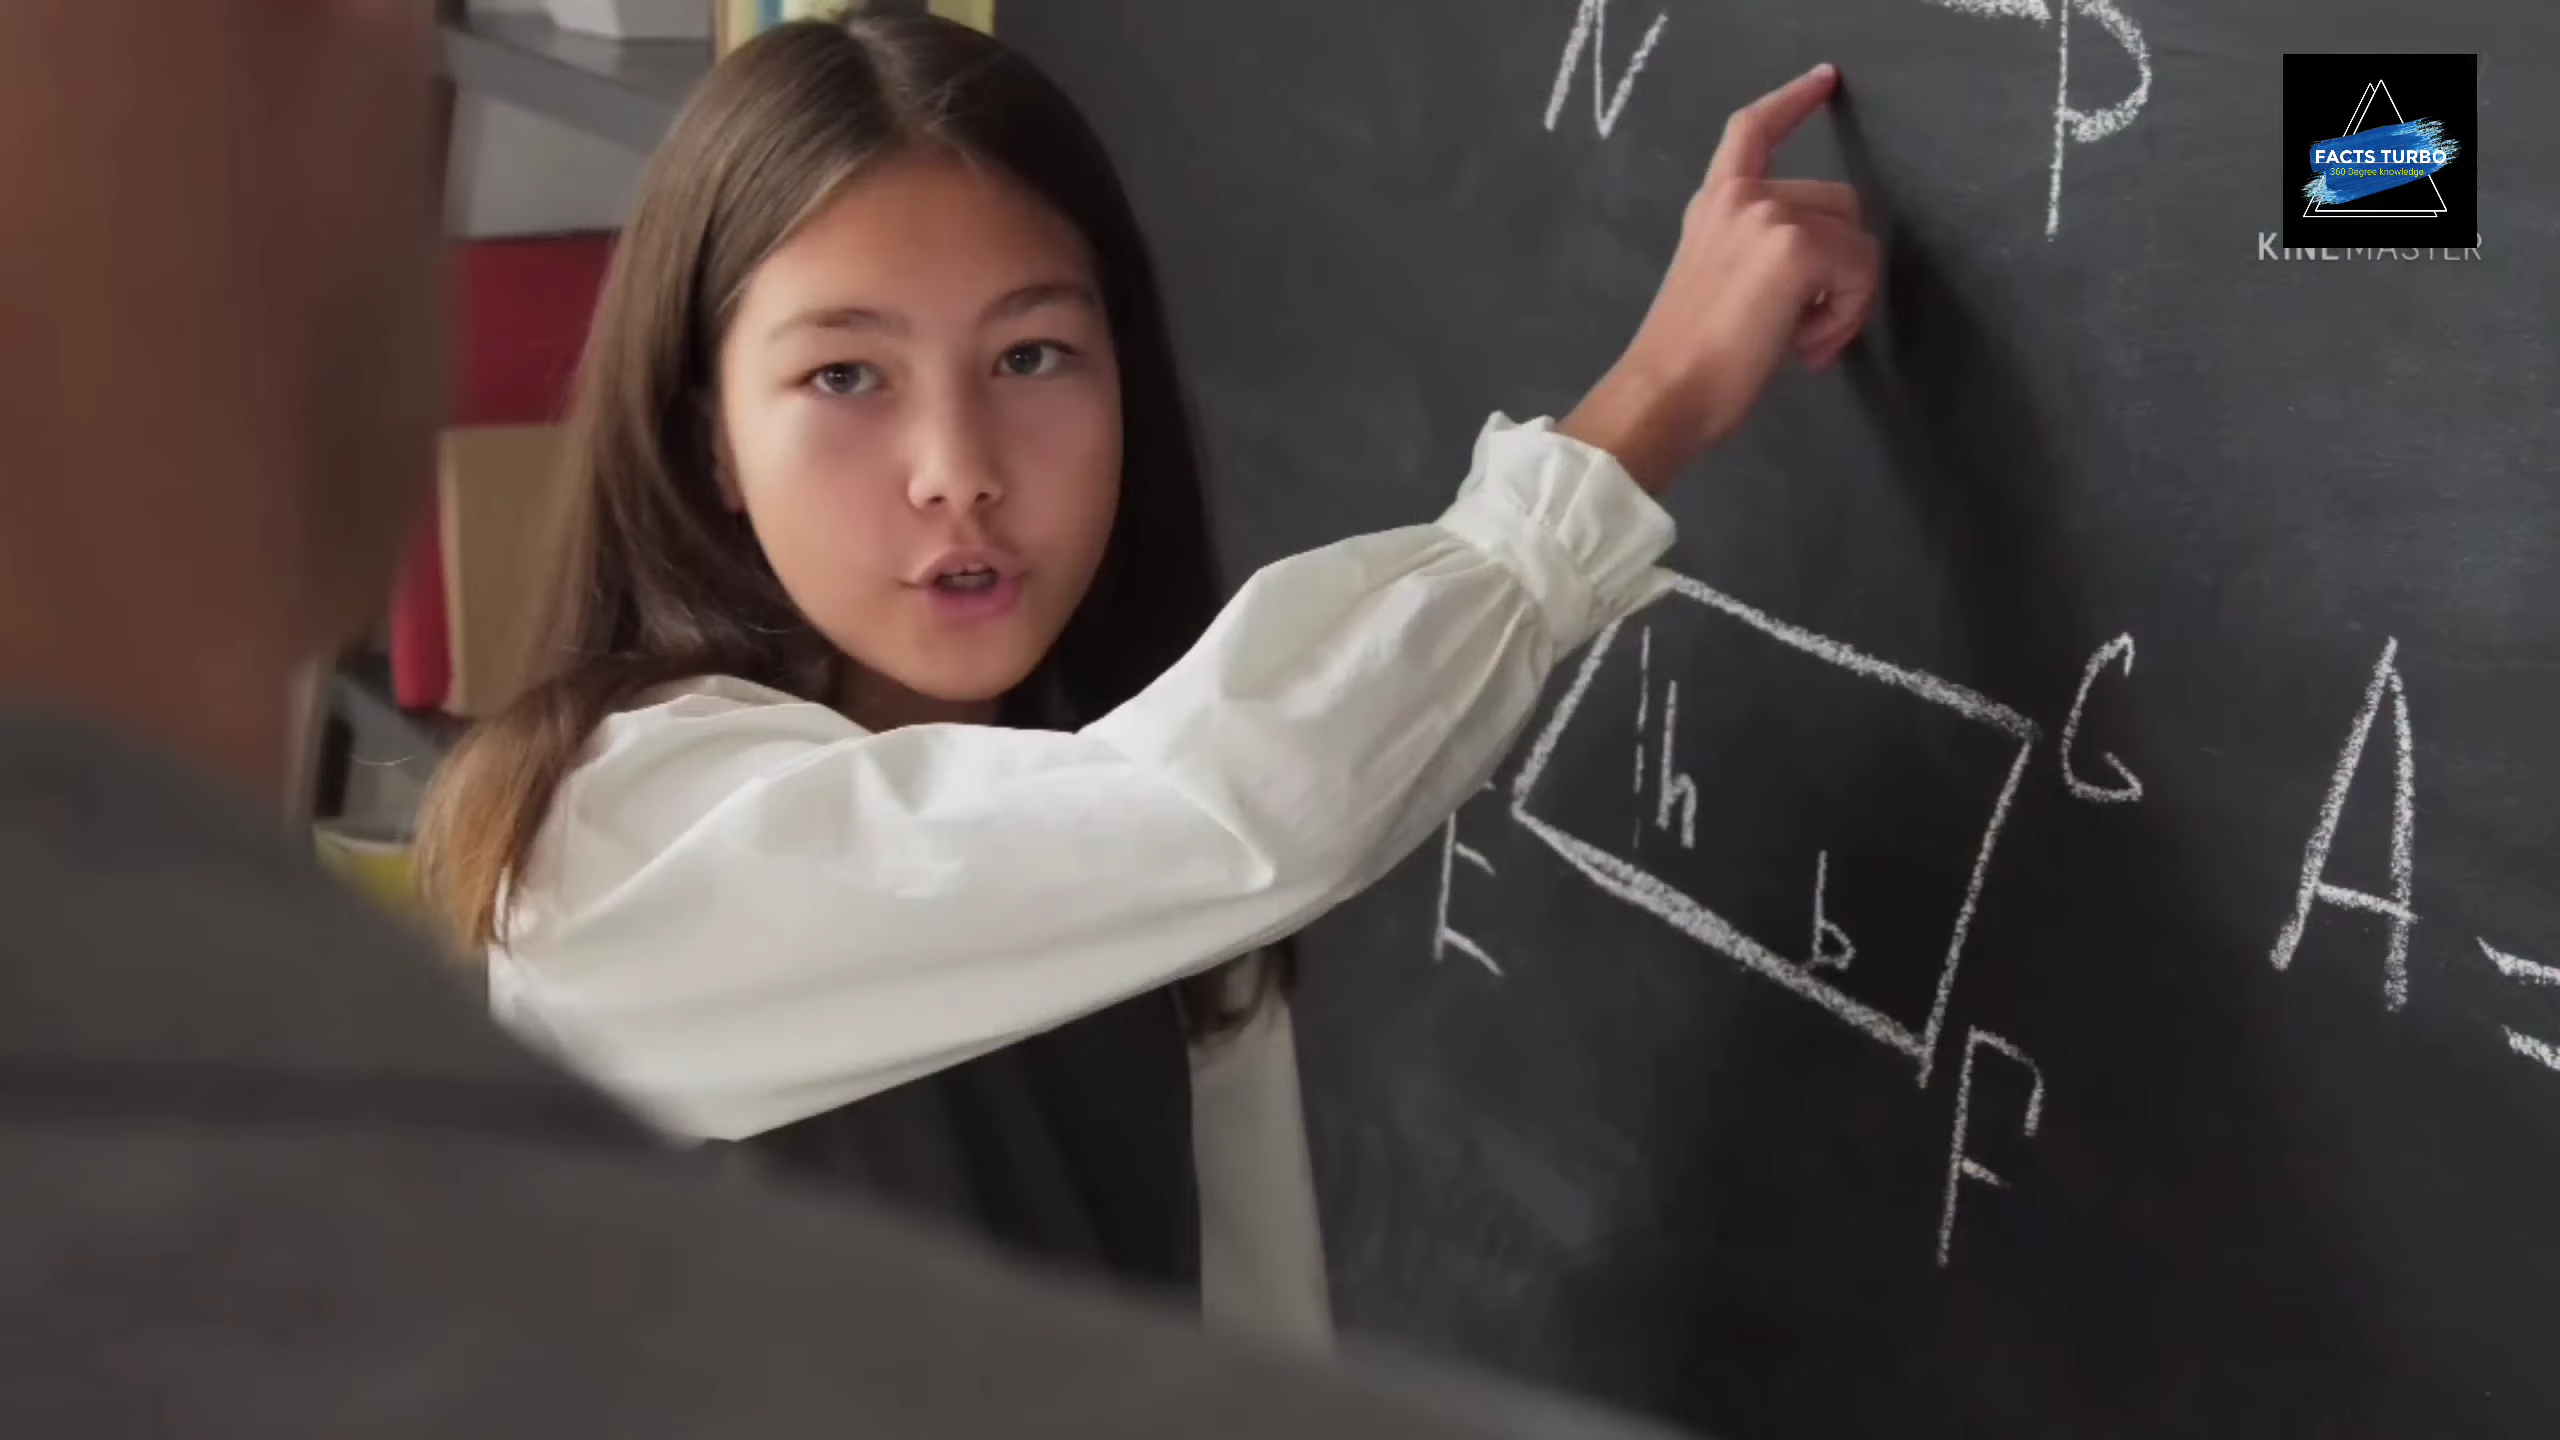 N
P
FACTS TURBO
360 Degree knowledge
KINEMASTER
h
G
A =
E
b
F